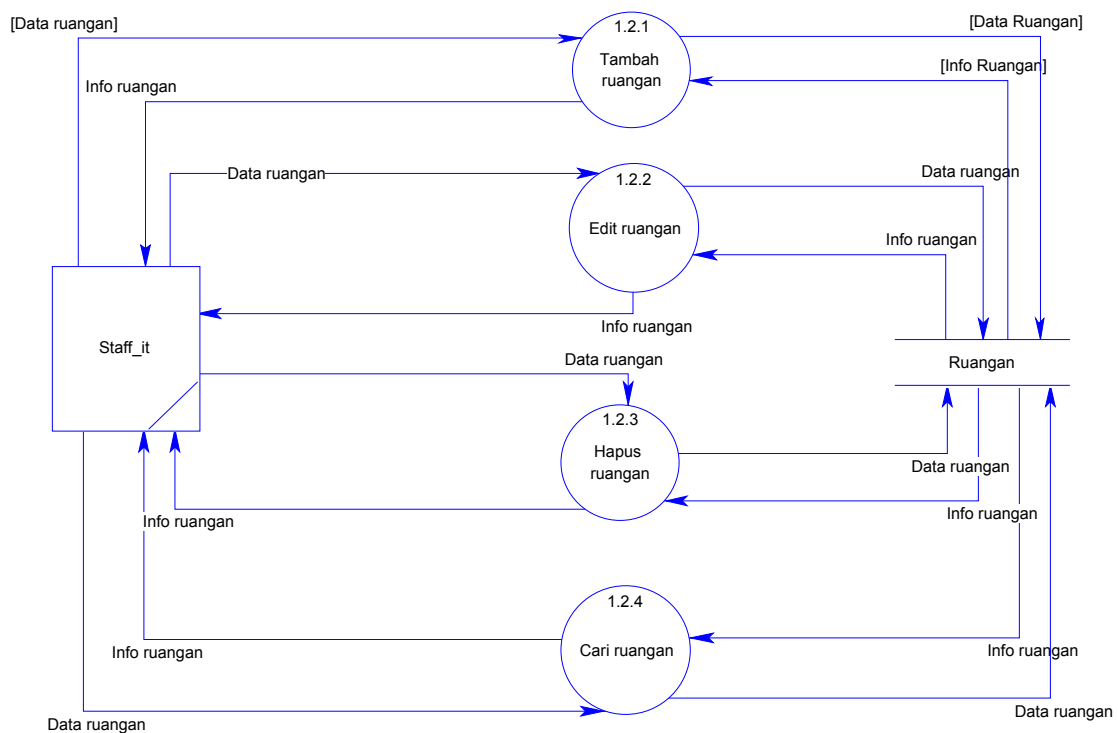 [Data ruangan]
1.2.1
Tambah
ruangan
[Data Ruangan]
[Info Ruangan]
Info ruangan
Data ruangan
1.2.2
Edit ruangan
Data ruangan
Info ruangan
Info ruangan
Staff_it
Ruangan
Data ruangan
1.2.3
Hapus
ruangan
Data ruangan
Info ruangan
Info ruangan
1.2.4
Cari ruangan
Info ruangan
Info ruangan
Data ruangan
Data ruangan